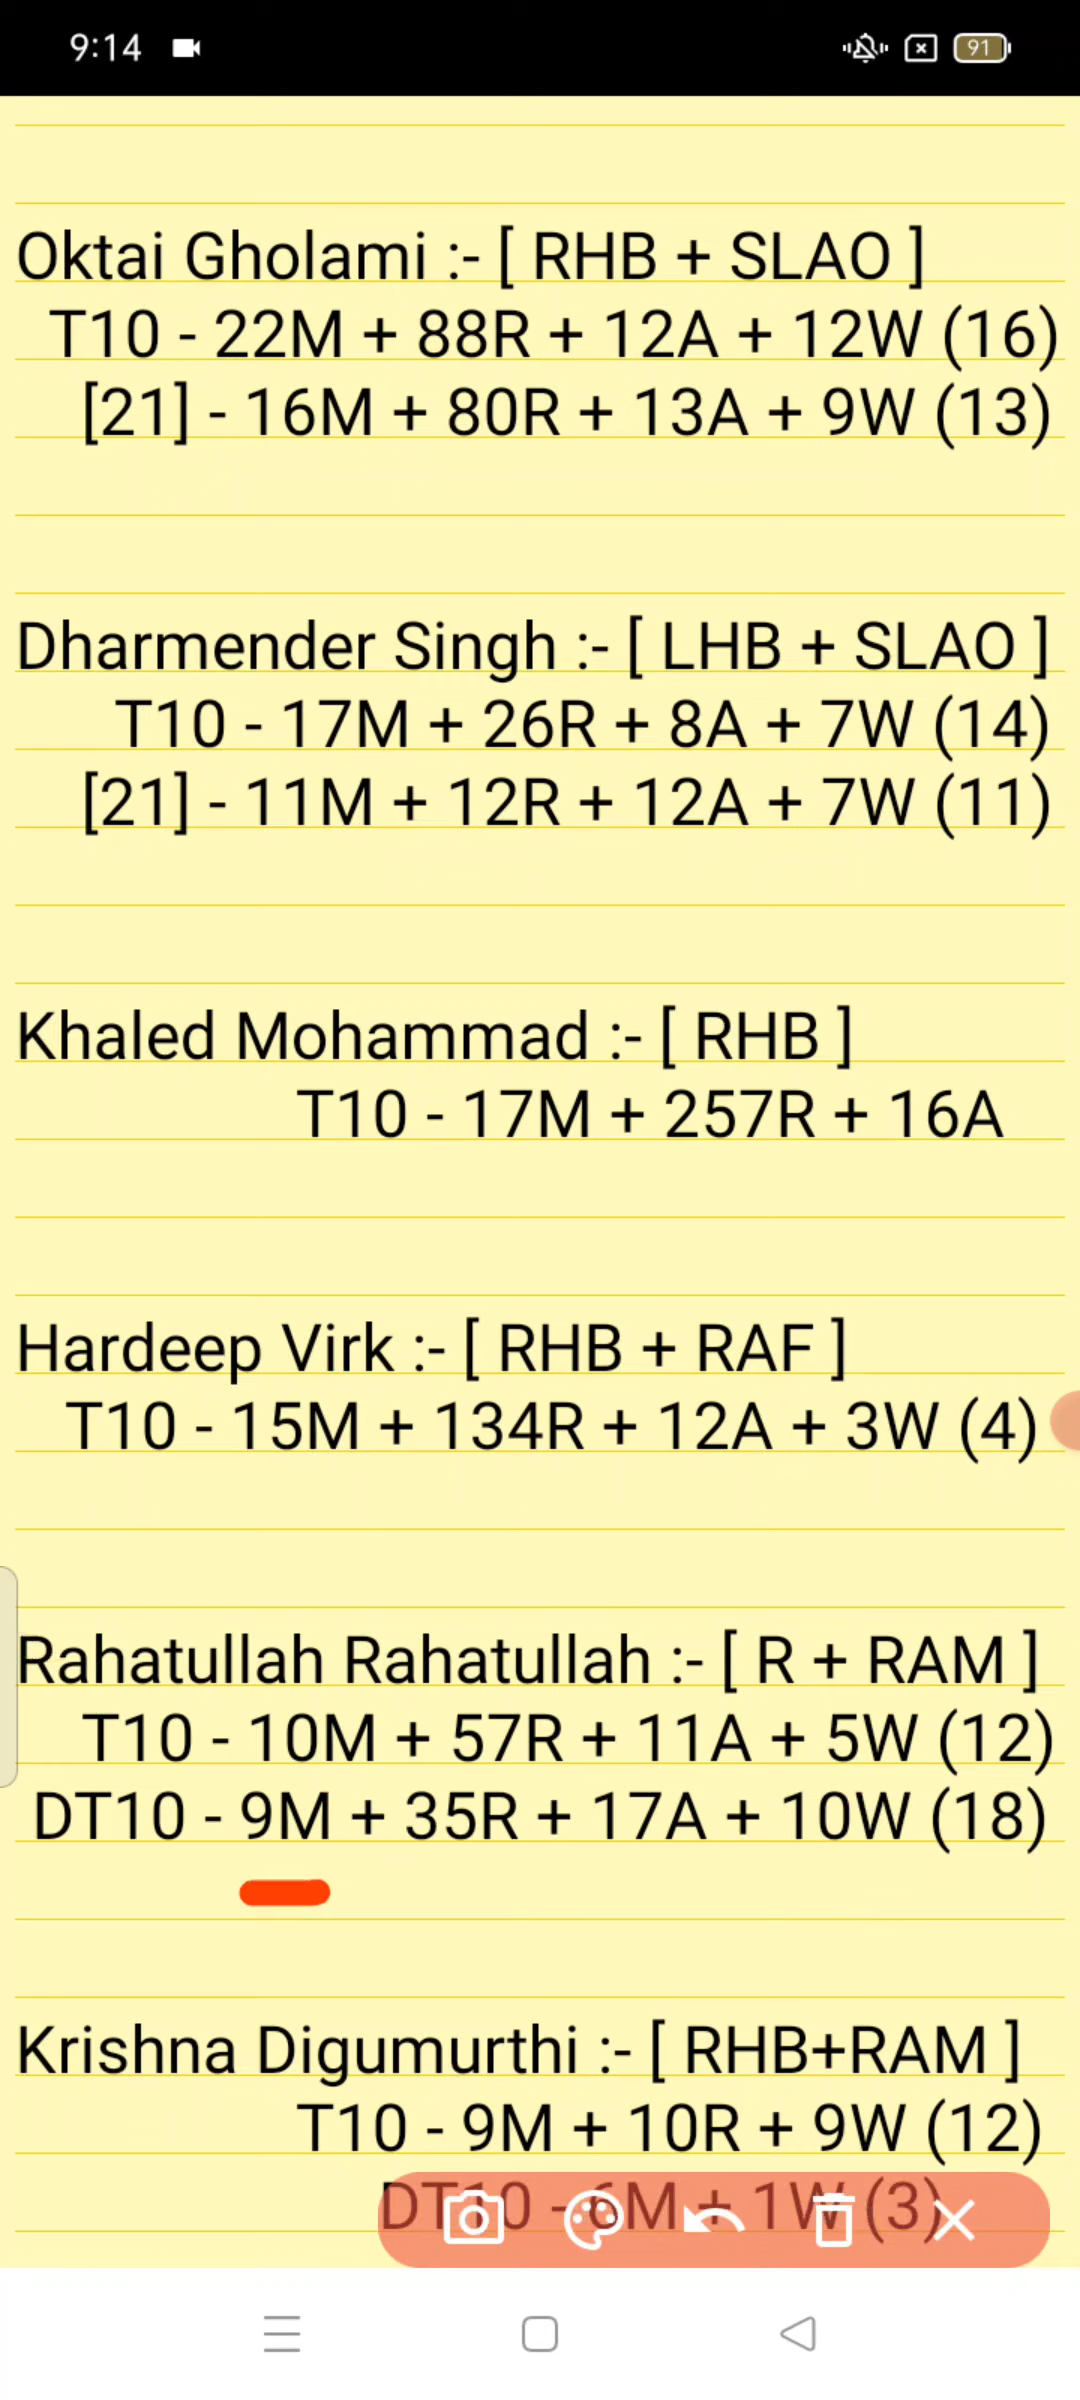 9:14
91
Oktai Gholami :- [ RHB + SLAO ]
T10 - 22M + 88R + 12A + 12W (16)
[21] - 16M + 80R + 13A + 9W (13)
Dharmender Singh :- [ LHB + SLAO ]
T10 - 17M + 26R + 8A + 7W (14)
[21] - 11M + 12R + 12A + 7W (11)
Khaled Mohammad :- [ RHB ]
T10 - 17M + 257R + 16A
Hardeep Virk :- [ RHB + RAF ]
T10 - 15M + 134R + 12A + 3W (4)
Rahatullah Rahatullah :- [ R + RAM ]
T10 - 10M + 57R + 11A + 5W (12)
DT10 - 9M + 35R + 17A + 10W (18)
Krishna Digumurthi :- [ RHB+RAM ]
T10 - 9M + 10R + 9W (12)
DT10 - 6M + 1W (3)